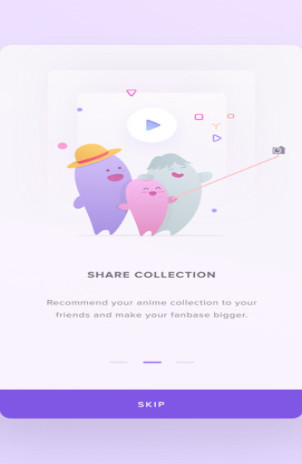 SHARE COLLECTION
Recommend your anime collection to your
friends and make your fanbase bigger.
SKIP